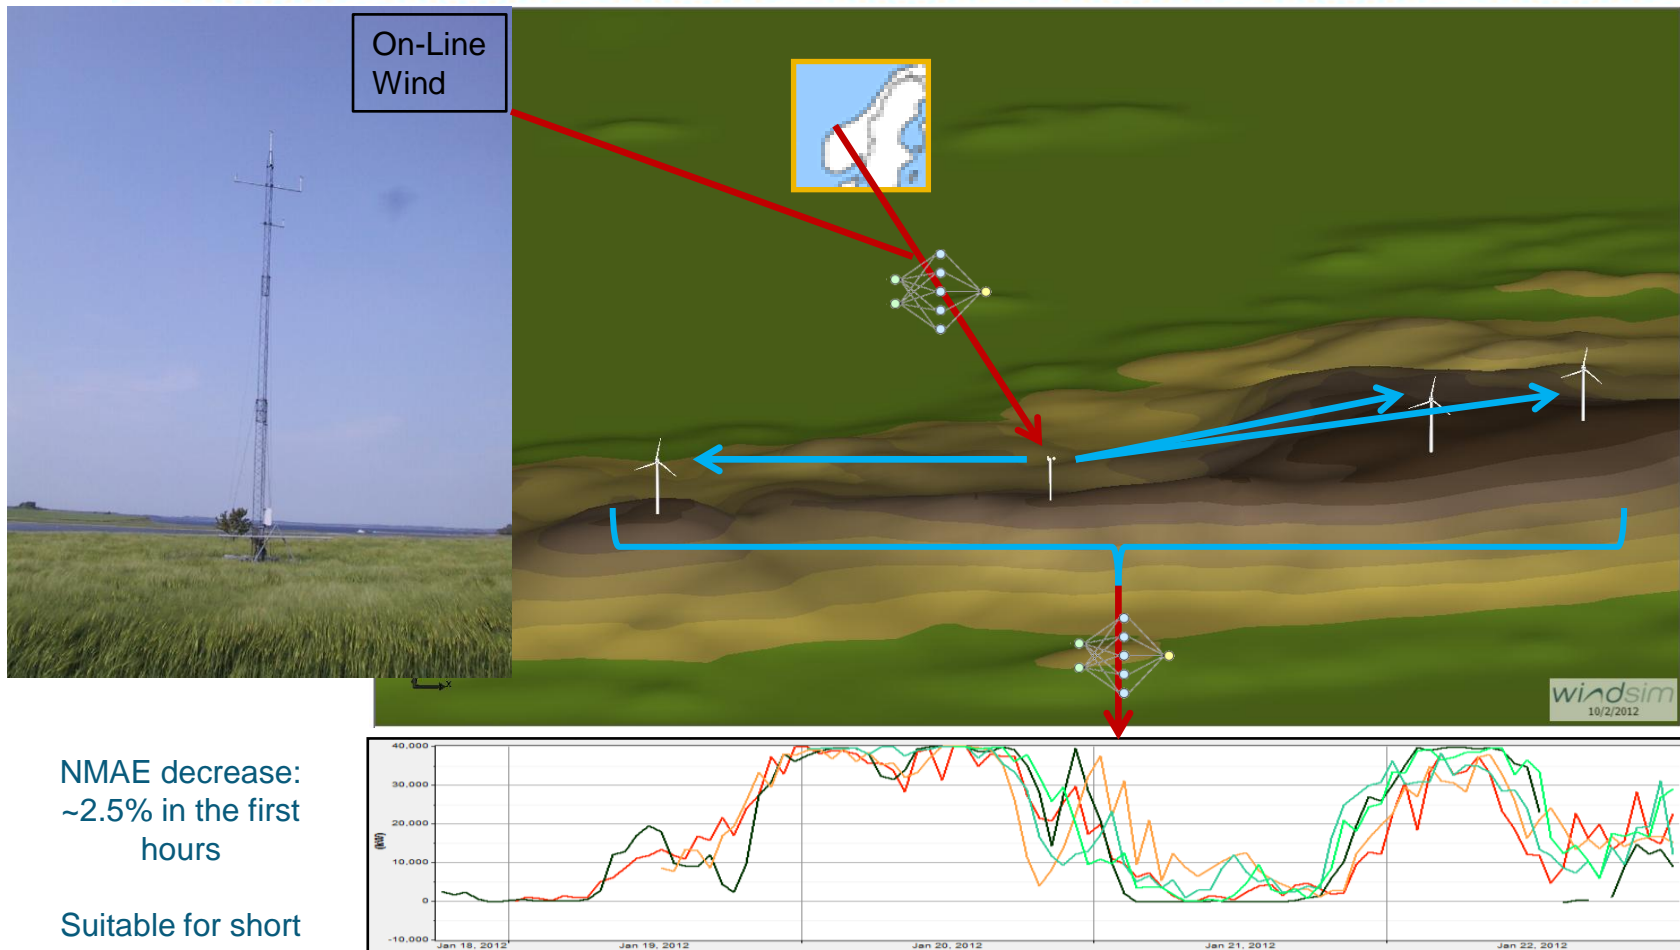 On-Line
Wind
x
windsim
10/2/2012
NMAE decrease:
~2.5% in the first
hours
Suitable for short
40,000
30,000
20,000
10,000
0
-10,000
(kW)
Jan 18, 2012
Jan 19, 2012
Jan 20, 2012
Jan 21, 2012
Jan 22, 2012